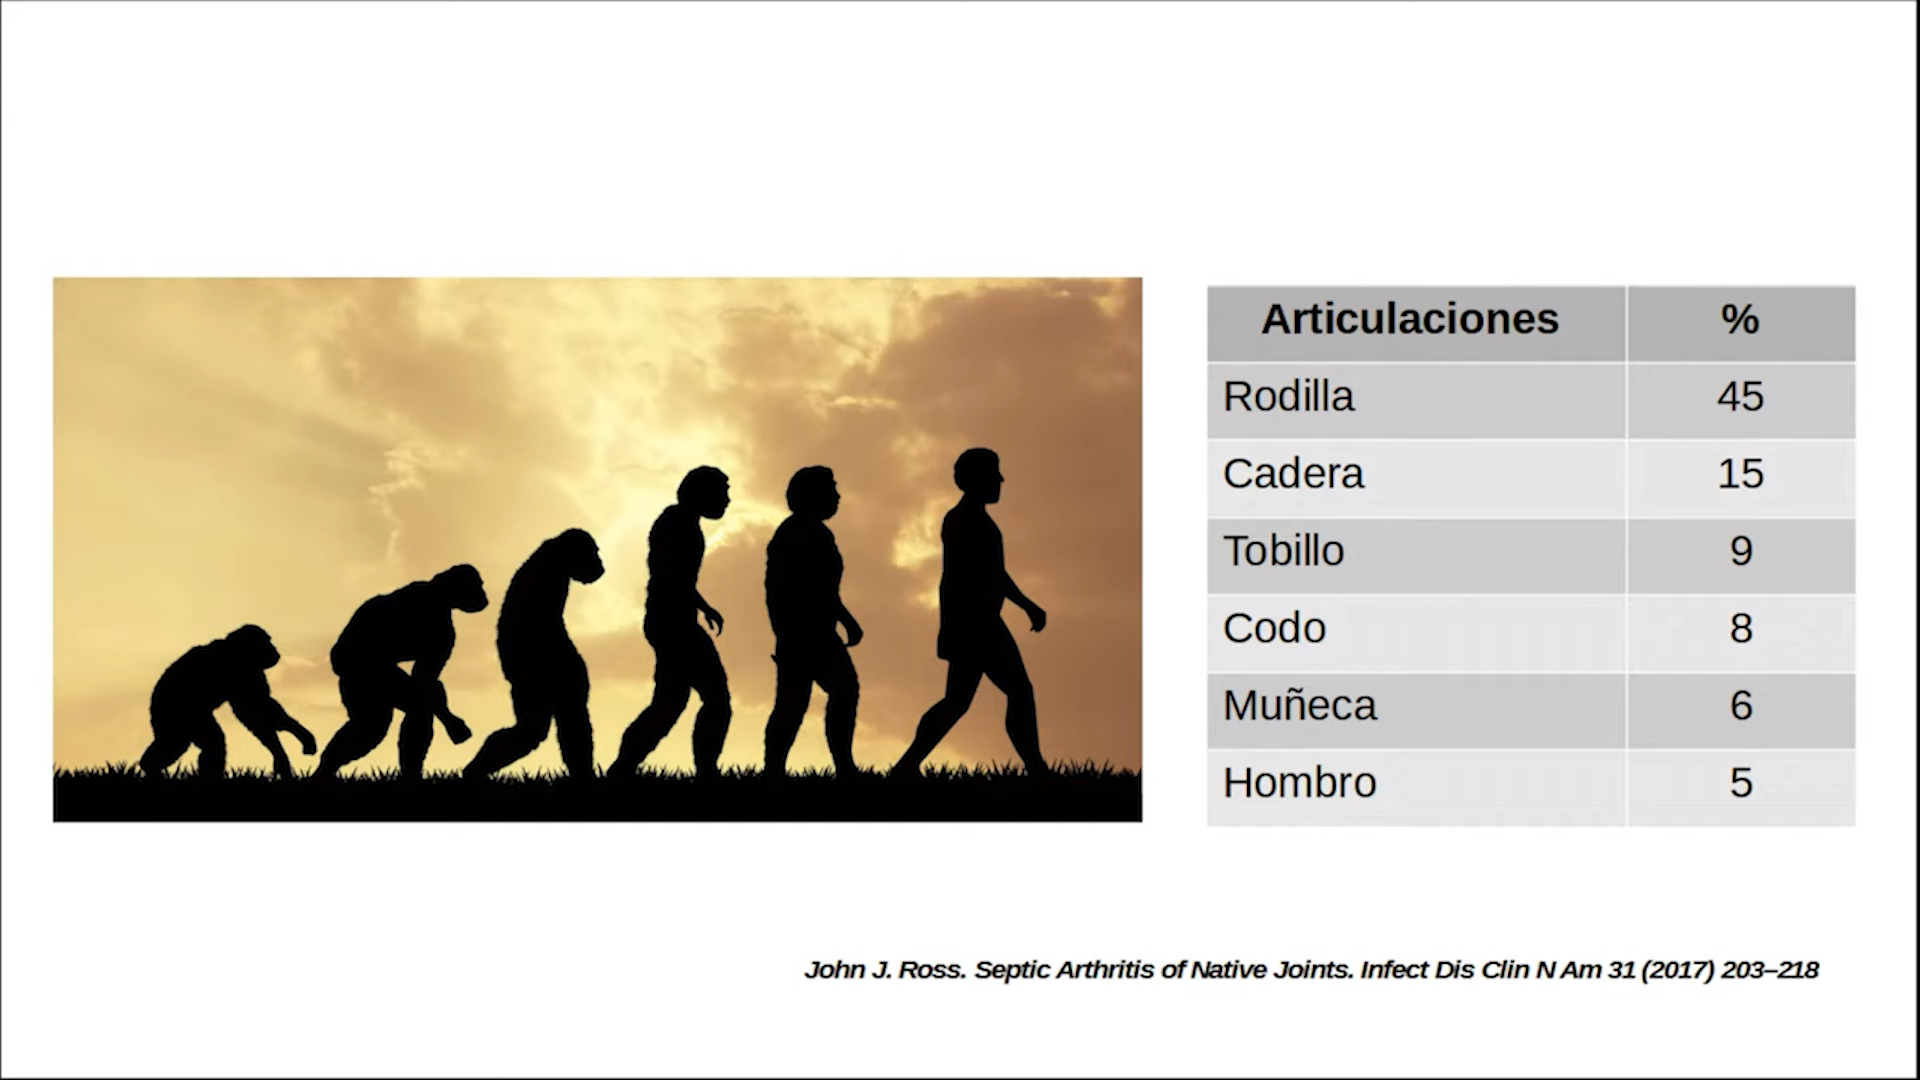 Articulaciones %
Rodilla 45
Cadera 15
Tobillo 9
Codo 8
Muñeca 6
Hombro 5
John J. Ross. Septic Arthritis of Native Joints. Infect Dis Clin N Am 31 (2017) 203–218